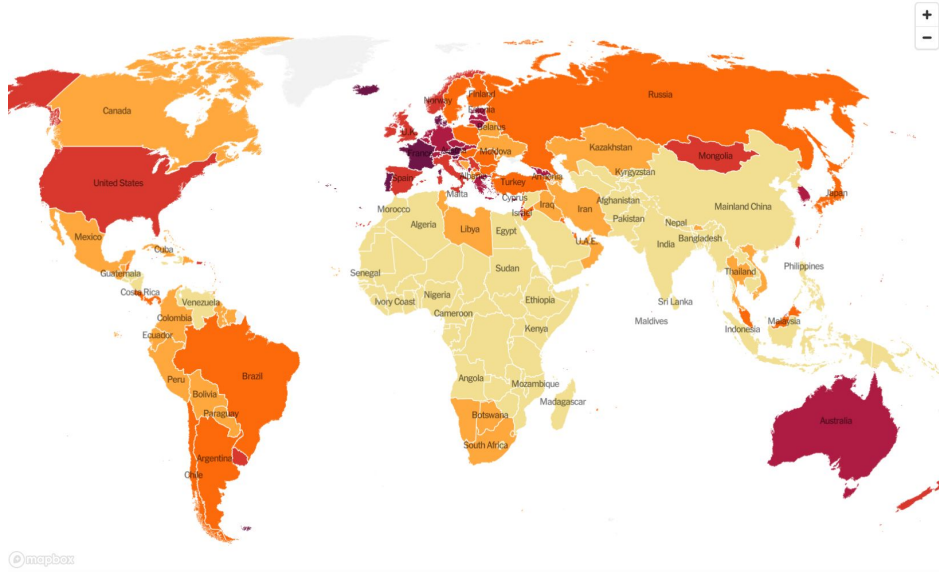 +
−
Russia
Canada
Finland
Norway
Estonia
U.K.
Belarus
Kazakhstan
Moldova
Mongolia
France
United States
Spain
Albania
Armenia
Kyrgyzstan
Turkey
Japan
Malta
Cyprus
Afghanistan
Mainland China
Morocco
Israel
Iraq
Iran
Pakistan
Algeria
Libya
Egypt
Nepal
Mexico
U.A.E.
Bangladesh
India
Cuba
Guatemala
Senegal
Sudan
Thailand
Philippines
Costa Rica
Venezuela
Ivory Coast
Nigeria
Ethiopia
Sri Lanka
Colombia
Cameroon
Maldives
Malaysia
Kenya
Indonesia
Ecuador
Peru
Brazil
Angola
Mozambique
Bolivia
Madagascar
Paraguay
Botswana
Australia
South Africa
Argentina
Chile
mapbox